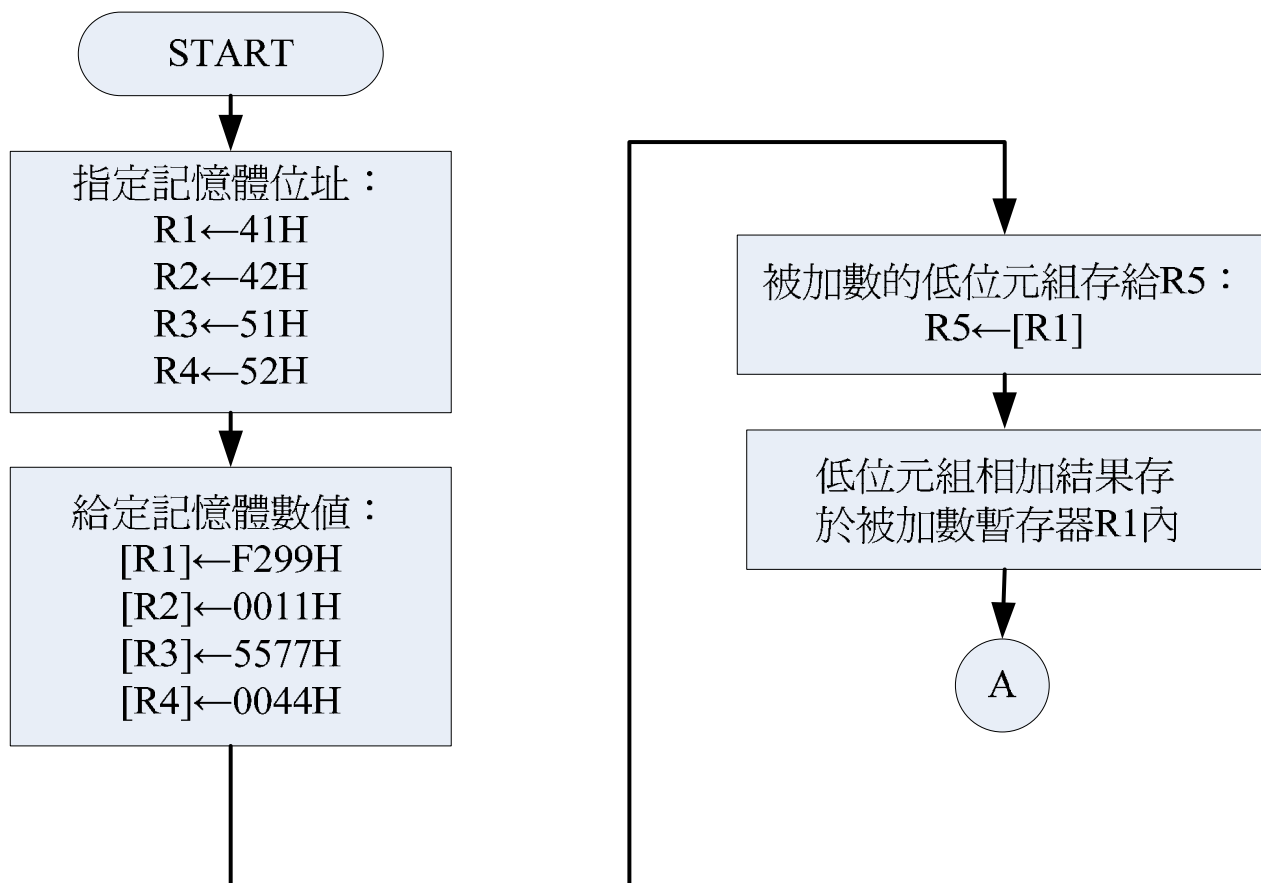 START
指定記憶體位址：
R1←41H
R2←42H
R3←51H
R4←52H
給定記憶體數值：
[R1]←F299H
[R2]←0011H
[R3]←5577H
[R4]←0044H
被加數的低位元組存給R5：
R5←[R1]
低位元組相加結果存
於被加數暫存器R1內
A